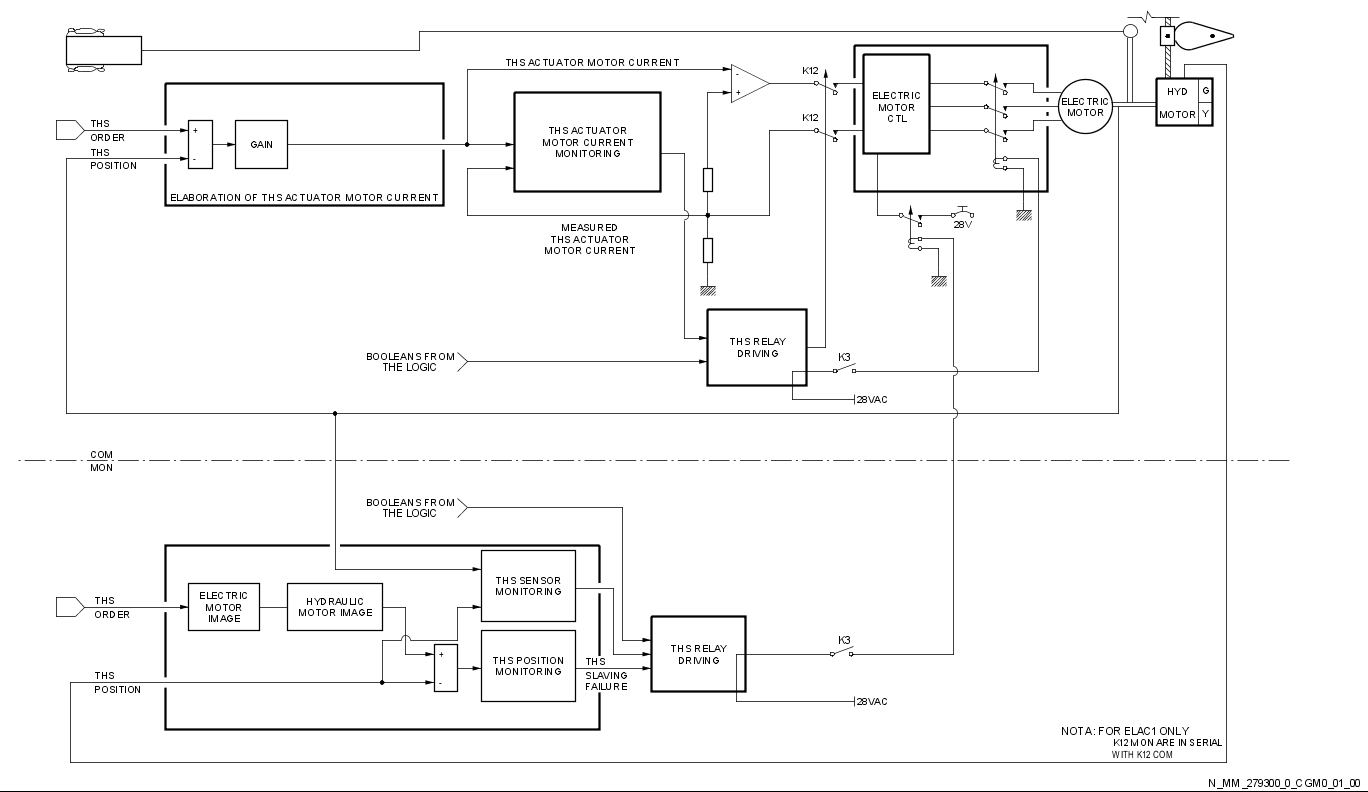 THS ACTUATOR MOTOR CURRENT
K12
K12
-
+
ELECTRIC
MOTOR
CTL
ELECTRIC
MOTOR
HYD
MOTOR
G
Y
THS
ORDER
THS
POSITION
+
-
GAIN
ELABORATION OF THS ACTUATOR MOTOR CURRENT
THS ACTUATOR
MOTOR CURRENT
MONITORING
MEASURED
THS ACTUATOR
MOTOR CURRENT
28V
THS RELAY
DRIVING
BOOLEANS FROM
THE LOGIC
K3
28VAC
COM
MON
BOOLEANS FROM
THE LOGIC
THS
ORDER
ELECTRIC
MOTOR
IMAGE
HYDRAULIC
MOTOR IMAGE
THS SENSOR
MONITORING
+
-
THS POSITION
MONITORING
THS
SLAVING
FAILURE
THS RELAY
DRIVING
K3
28VAC
THS
POSITION
NOTA: FOR ELAC1 ONLY
K12 MON ARE IN SERIAL
WITH K12 COM
N_MM_279300_0_CGM0_01_00